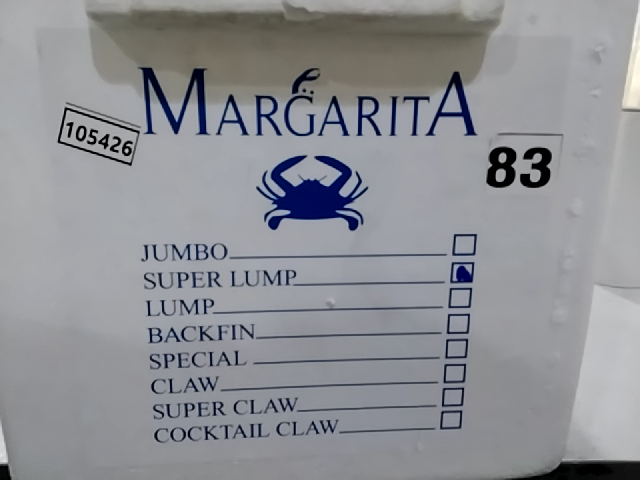 MARGARITA
105426
83
JUMBO
SUPER LUMP
LUMP
BACKFIN
SPECIAL
CLAW
SUPER CLAW
COCKTAIL CLAW